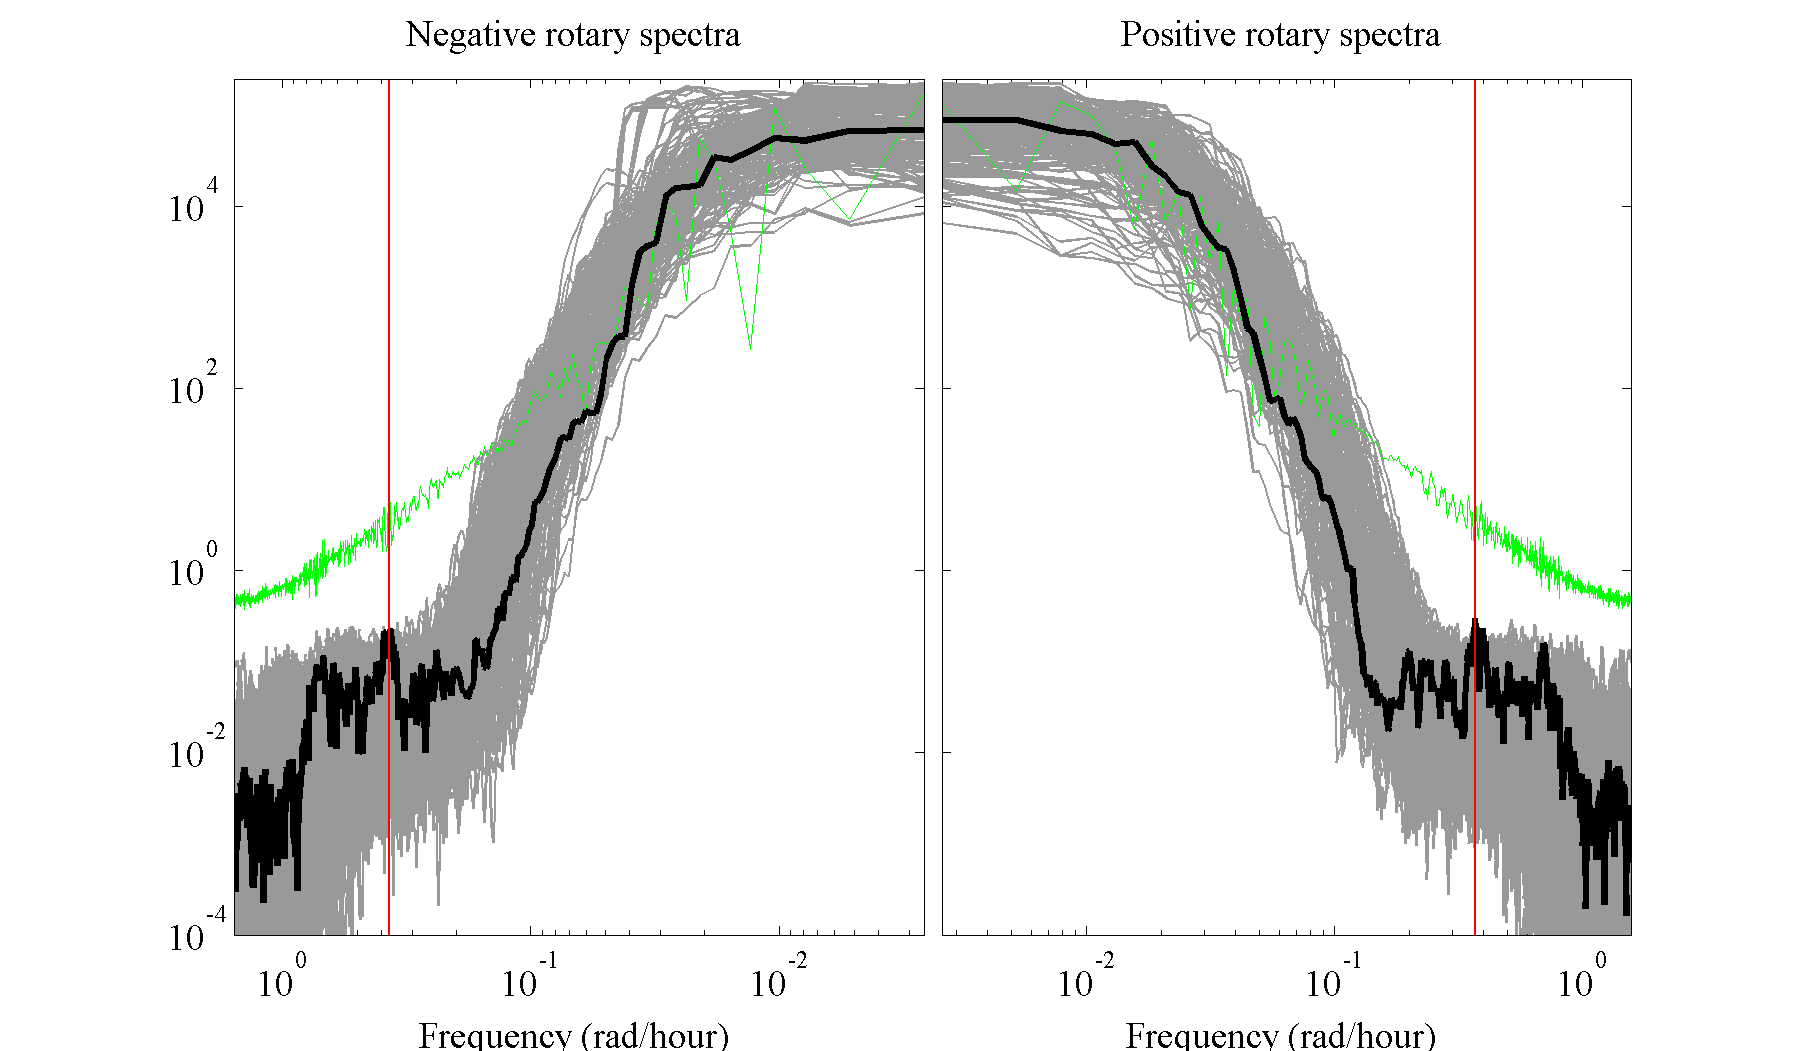 Negative rotary spectra
Positive rotary spectra
10^4
10^2
10^0
10^-2
10^-4
10^0 10^-1 10^-2
10^-2 10^-1 10^0
Frequency (rad/hour)
Frequency (rad/hour)